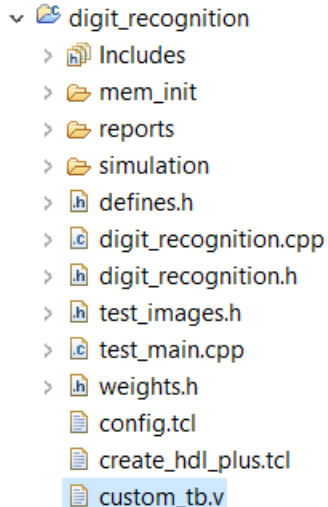 digit_recognition
Includes
mem_init
reports
simulation
defines.h
digit_recognition.cpp
digit_recognition.h
test_images.h
test_main.cpp
weights.h
config.tcl
create_hdl_plus.tcl
custom_tb.v